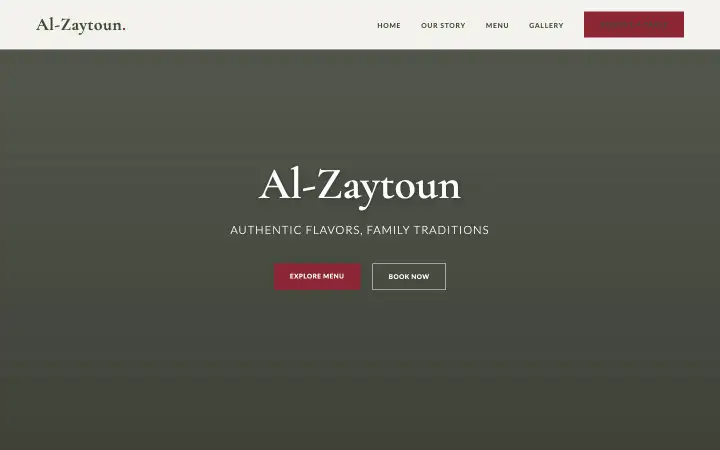 Al-Zaytoun.
HOME OUR STORY MENU GALLERY
Al-Zaytoun
AUTHENTIC FLAVORS, FAMILY TRADITIONS
EXPLORE MENU BOOK NOW